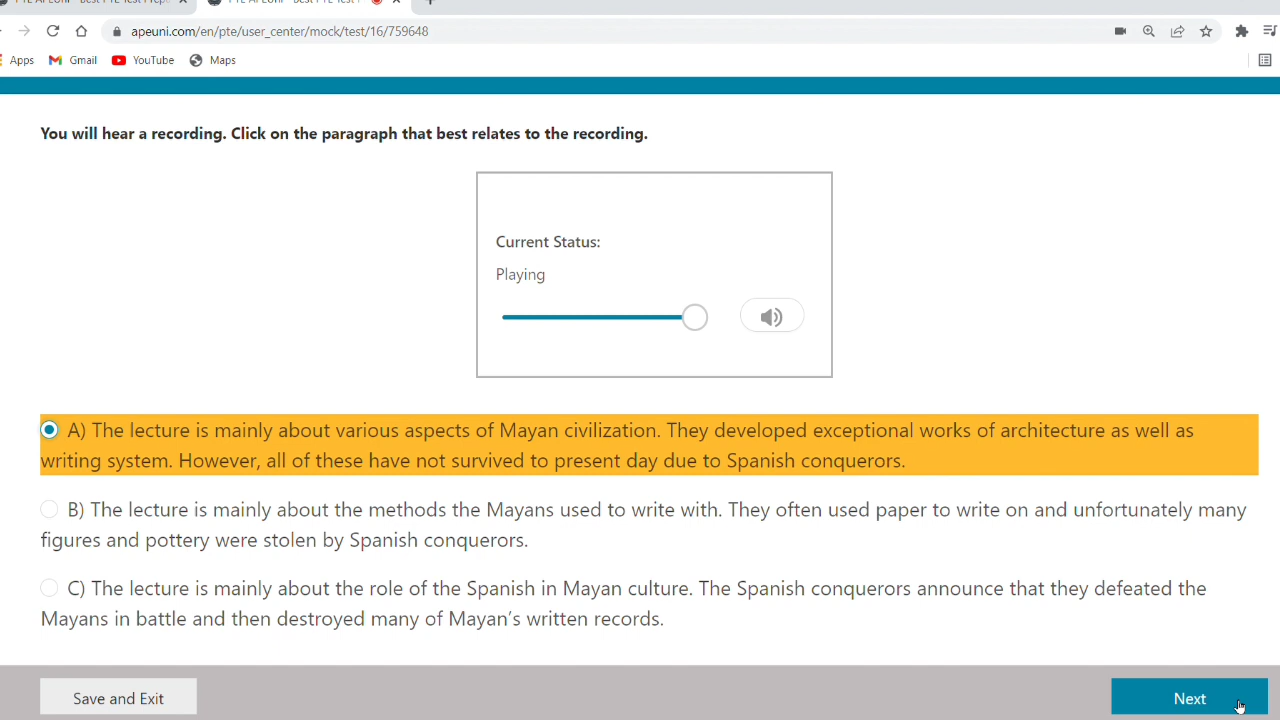 apeuni.com/en/pte/user_center/mock/test/16/759648
Apps Gmail YouTube Maps
You will hear a recording. Click on the paragraph that best relates to the recording.
Current Status:
Playing
A) The lecture is mainly about various aspects of Mayan civilization. They developed exceptional works of architecture as well as
writing system. However, all of these have not survived to present day due to Spanish conquerors.
B) The lecture is mainly about the methods the Mayans used to write with. They often used paper to write on and unfortunately many
figures and pottery were stolen by Spanish conquerors.
C) The lecture is mainly about the role of the Spanish in Mayan culture. The Spanish conquerors announce that they defeated the
Mayans in battle and then destroyed many of Mayan's written records.
Save and Exit Next